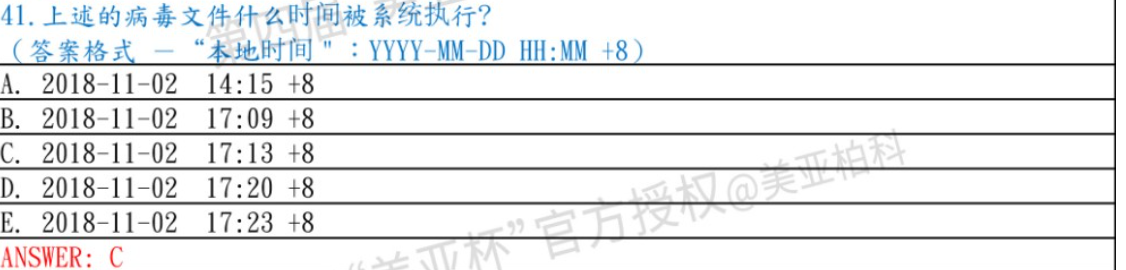 41.上述的病毒文件什么时间被系统执行?
(答案格式 — “本地时间"：YYYY-MM-DD HH:MM +8)
A. 2018-11-02 14:15 +8
B. 2018-11-02 17:09 +8
C. 2018-11-02 17:13 +8
D. 2018-11-02 17:20 +8
E. 2018-11-02 17:23 +8
ANSWER: C
第四届
“美亚杯”官方授权@美亚柏科